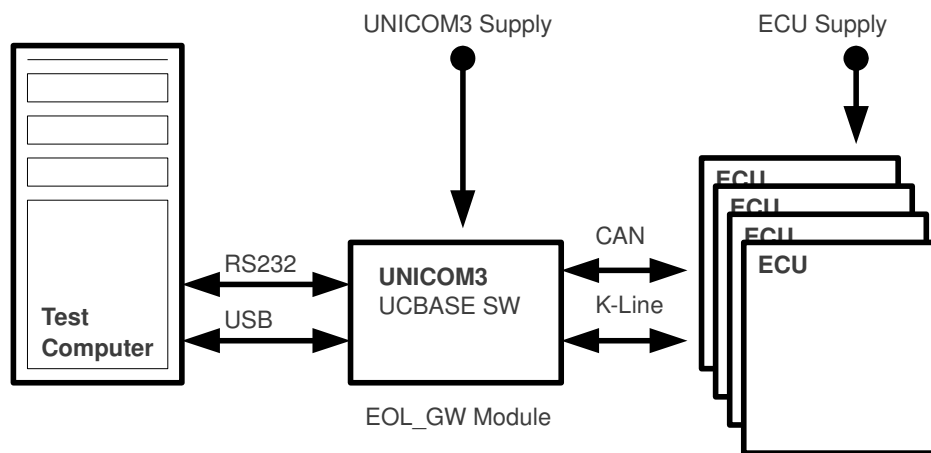 UNICOM3 Supply
ECU Supply
ECU
ECU
ECU
ECU
CAN
K-Line
RS232
USB
UNICOM3
UCBASE SW
Test
Computer
EOL_GW Module